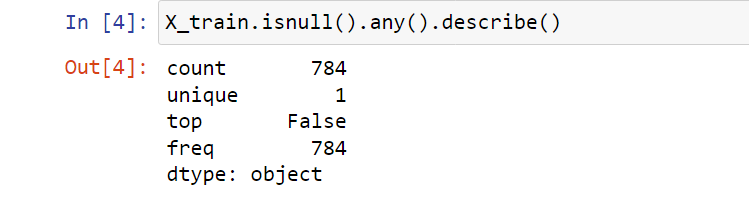 In [4]: X_train.isnull().any().describe()
Out[4]: count 784
unique 1
top False
freq 784
dtype: object